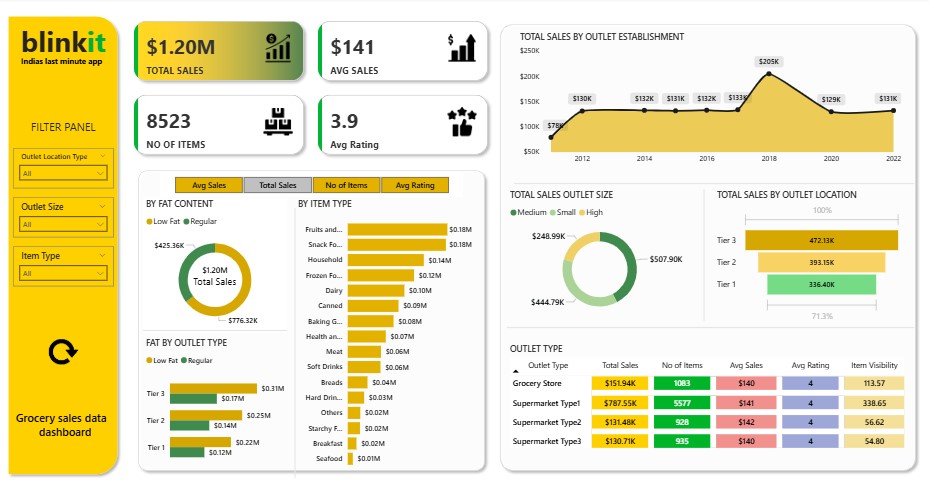 blinkit
Indias last minute app
FILTER PANEL
Outlet Location Type
All
Outlet Size
All
Item Type
All
Grocery sales data
dashboard
$1.20M
TOTAL SALES
$141
AVG SALES
8523
NO OF ITEMS
3.9
Avg Rating
Avg Sales
Total Sales
No of Items
Avg Rating
BY FAT CONTENT
Low Fat Regular
$425.36K
$1.20M
Total Sales
$776.32K
FAT BY OUTLET TYPE
Low Fat Regular
Tier 3 $0.31M
$0.17M
Tier 2 $0.25M
$0.14M
Tier 1 $0.22M
$0.12M
BY ITEM TYPE
Fruits and... $0.18M
Snack Fo... $0.18M
Household $0.14M
Frozen Fo... $0.12M
Dairy $0.10M
Canned $0.09M
Baking G... $0.08M
Health an... $0.07M
Meat $0.06M
Soft Drinks $0.06M
Breads $0.04M
Hard Drin... $0.03M
Others $0.02M
Starchy F... $0.02M
Breakfast $0.02M
Seafood $0.01M
TOTAL SALES BY OUTLET ESTABLISHMENT
$250K
$200K
$150K
$100K
$50K
$78K
$130K
$132K
$131K
$132K
$133K
$205K
$129K
$131K
2012 2014 2016 2018 2020 2022
TOTAL SALES OUTLET SIZE
Medium Small High
$248.99K
$507.90K
$444.79K
TOTAL SALES BY OUTLET LOCATION
100%
Tier 3 472.13K
Tier 2 393.15K
Tier 1 336.40K
71.3%
OUTLET TYPE
Outlet Type Total Sales No of Items Avg Sales Avg Rating Item Visibility
Grocery Store $151.94K 1083 $140 4 113.57
Supermarket Type1 $787.55K 5577 $141 4 338.65
Supermarket Type2 $131.48K 928 $142 4 56.62
Supermarket Type3 $130.71K 935 $140 4 54.80